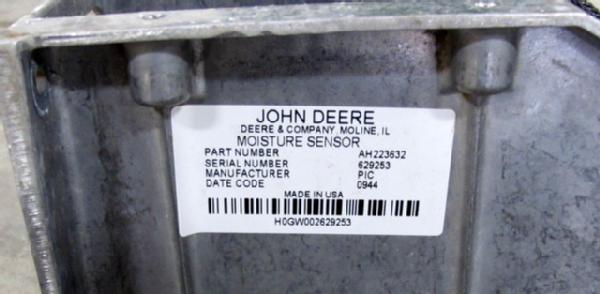 JOHN DEERE
DEERE & COMPANY, MOLINE, IL
MOISTURE SENSOR
PART NUMBER AH223632
SERIAL NUMBER 629253
MANUFACTURER PIC
DATE CODE 0944
MADE IN USA
H0GW002629253